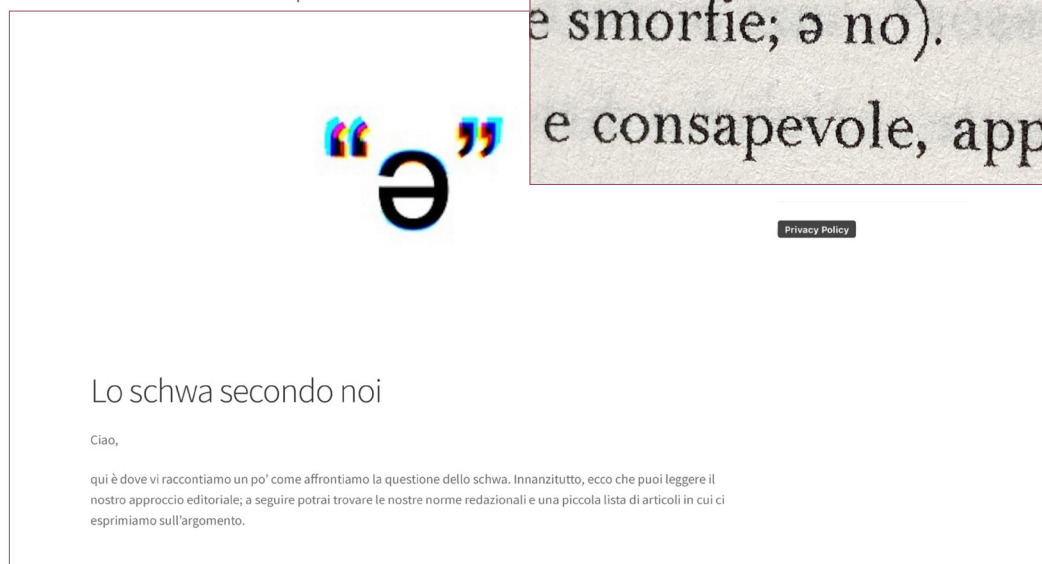 e smorfie; ə no).
e consapevole, app
“ə”
Privacy Policy
Lo schwa secondo noi
Ciao,
qui è dove vi raccontiamo un po’ come affrontiamo la questione dello schwa. Innanzitutto, ecco che puoi leggere il
nostro approccio editoriale; a seguire potrai trovare le nostre norme redazionali e una piccola lista di articoli in cui ci
esprimiamo sull’argomento.